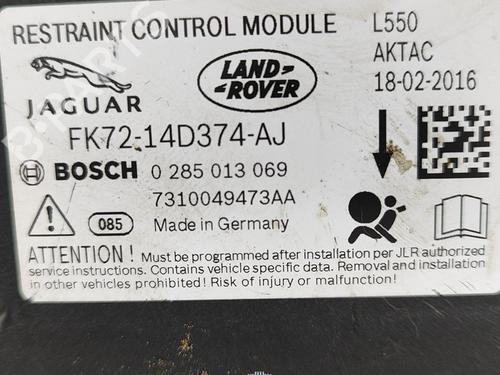 RESTRAINT CONTROL MODULE L550
AKTAC
18-02-2016
JAGUAR
LAND-
-ROVER
FK72-14D374-AJ
BOSCH 0 285 013 069
7310049473AA
085 Made in Germany
ATTENTION! Must be programmed after installation per JLR authorized
service instructions. Contains vehicle specific data. Removal and installation
in other vehicles prohibited! Risk of injury or malfunction!
B-PARTS